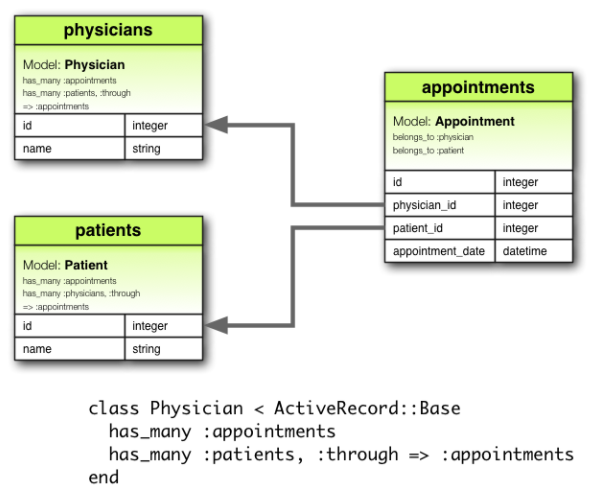 physicians
Model: Physician
has_many :appointments
has_many :patients, :through
=> :appointments
id integer
name string
appointments
Model: Appointment
belongs_to :physician
belongs_to :patient
id integer
physician_id integer
patient_id integer
appointment_date datetime
patients
Model: Patient
has_many :appointments
has_many :physicians, :through
=> :appointments
id integer
name string
class Physician < ActiveRecord::Base
  has_many :appointments
  has_many :patients, :through => :appointments
end